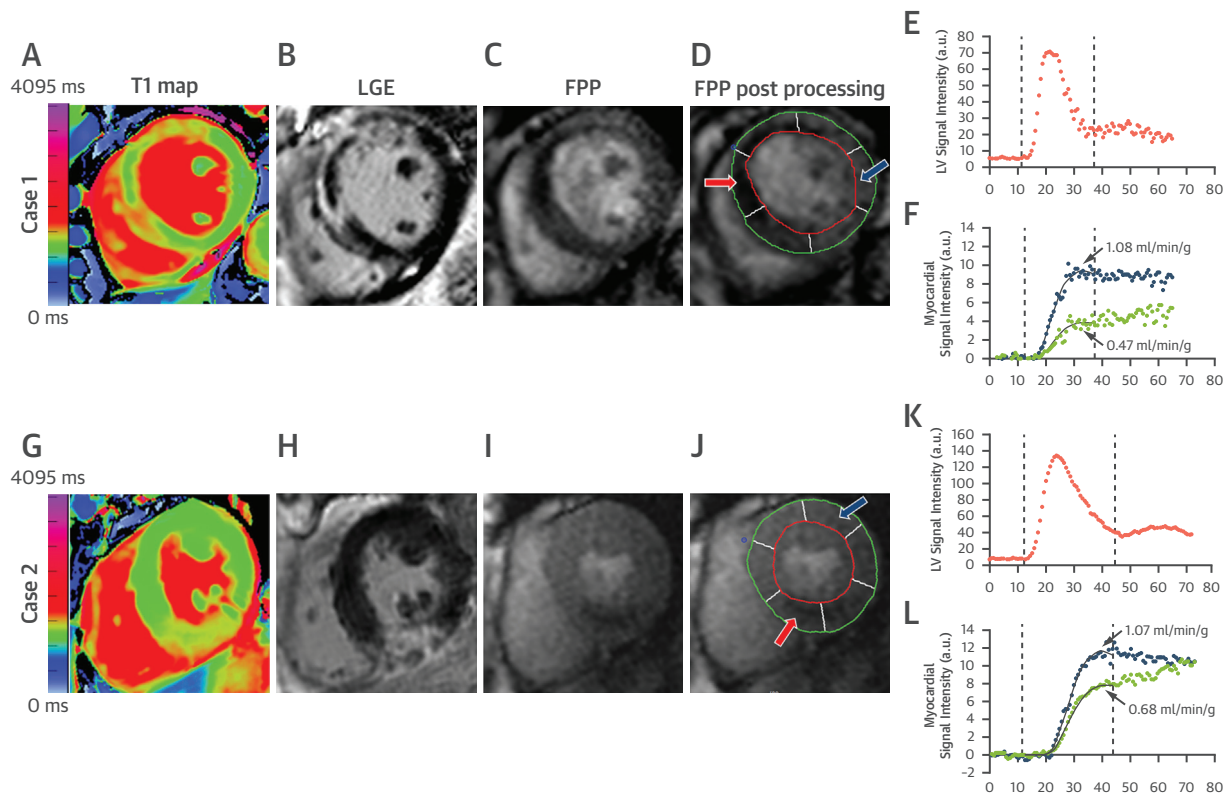 A
B
C
D
E
4095 ms
T1 map
LGE
FPP
FPP post processing
Case 1
0 ms
LV Signal Intensity (a.u.)
80
70
60
50
40
30
20
10
0
0 10 20 30 40 50 60 70 80
F
Myocardial
Signal Intensity (a.u.)
14
12
10
8
6
4
2
0
1.08 ml/min/g
0.47 ml/min/g
0 10 20 30 40 50 60 70 80
G
H
I
J
K
4095 ms
Case 2
0 ms
LV Signal Intensity (a.u.)
160
140
120
100
80
60
40
20
0
0 10 20 30 40 50 60 70 80
L
Myocardial
Signal Intensity (a.u.)
14
12
10
8
6
4
2
0
-2
1.07 ml/min/g
0.68 ml/min/g
0 10 20 30 40 50 60 70 80